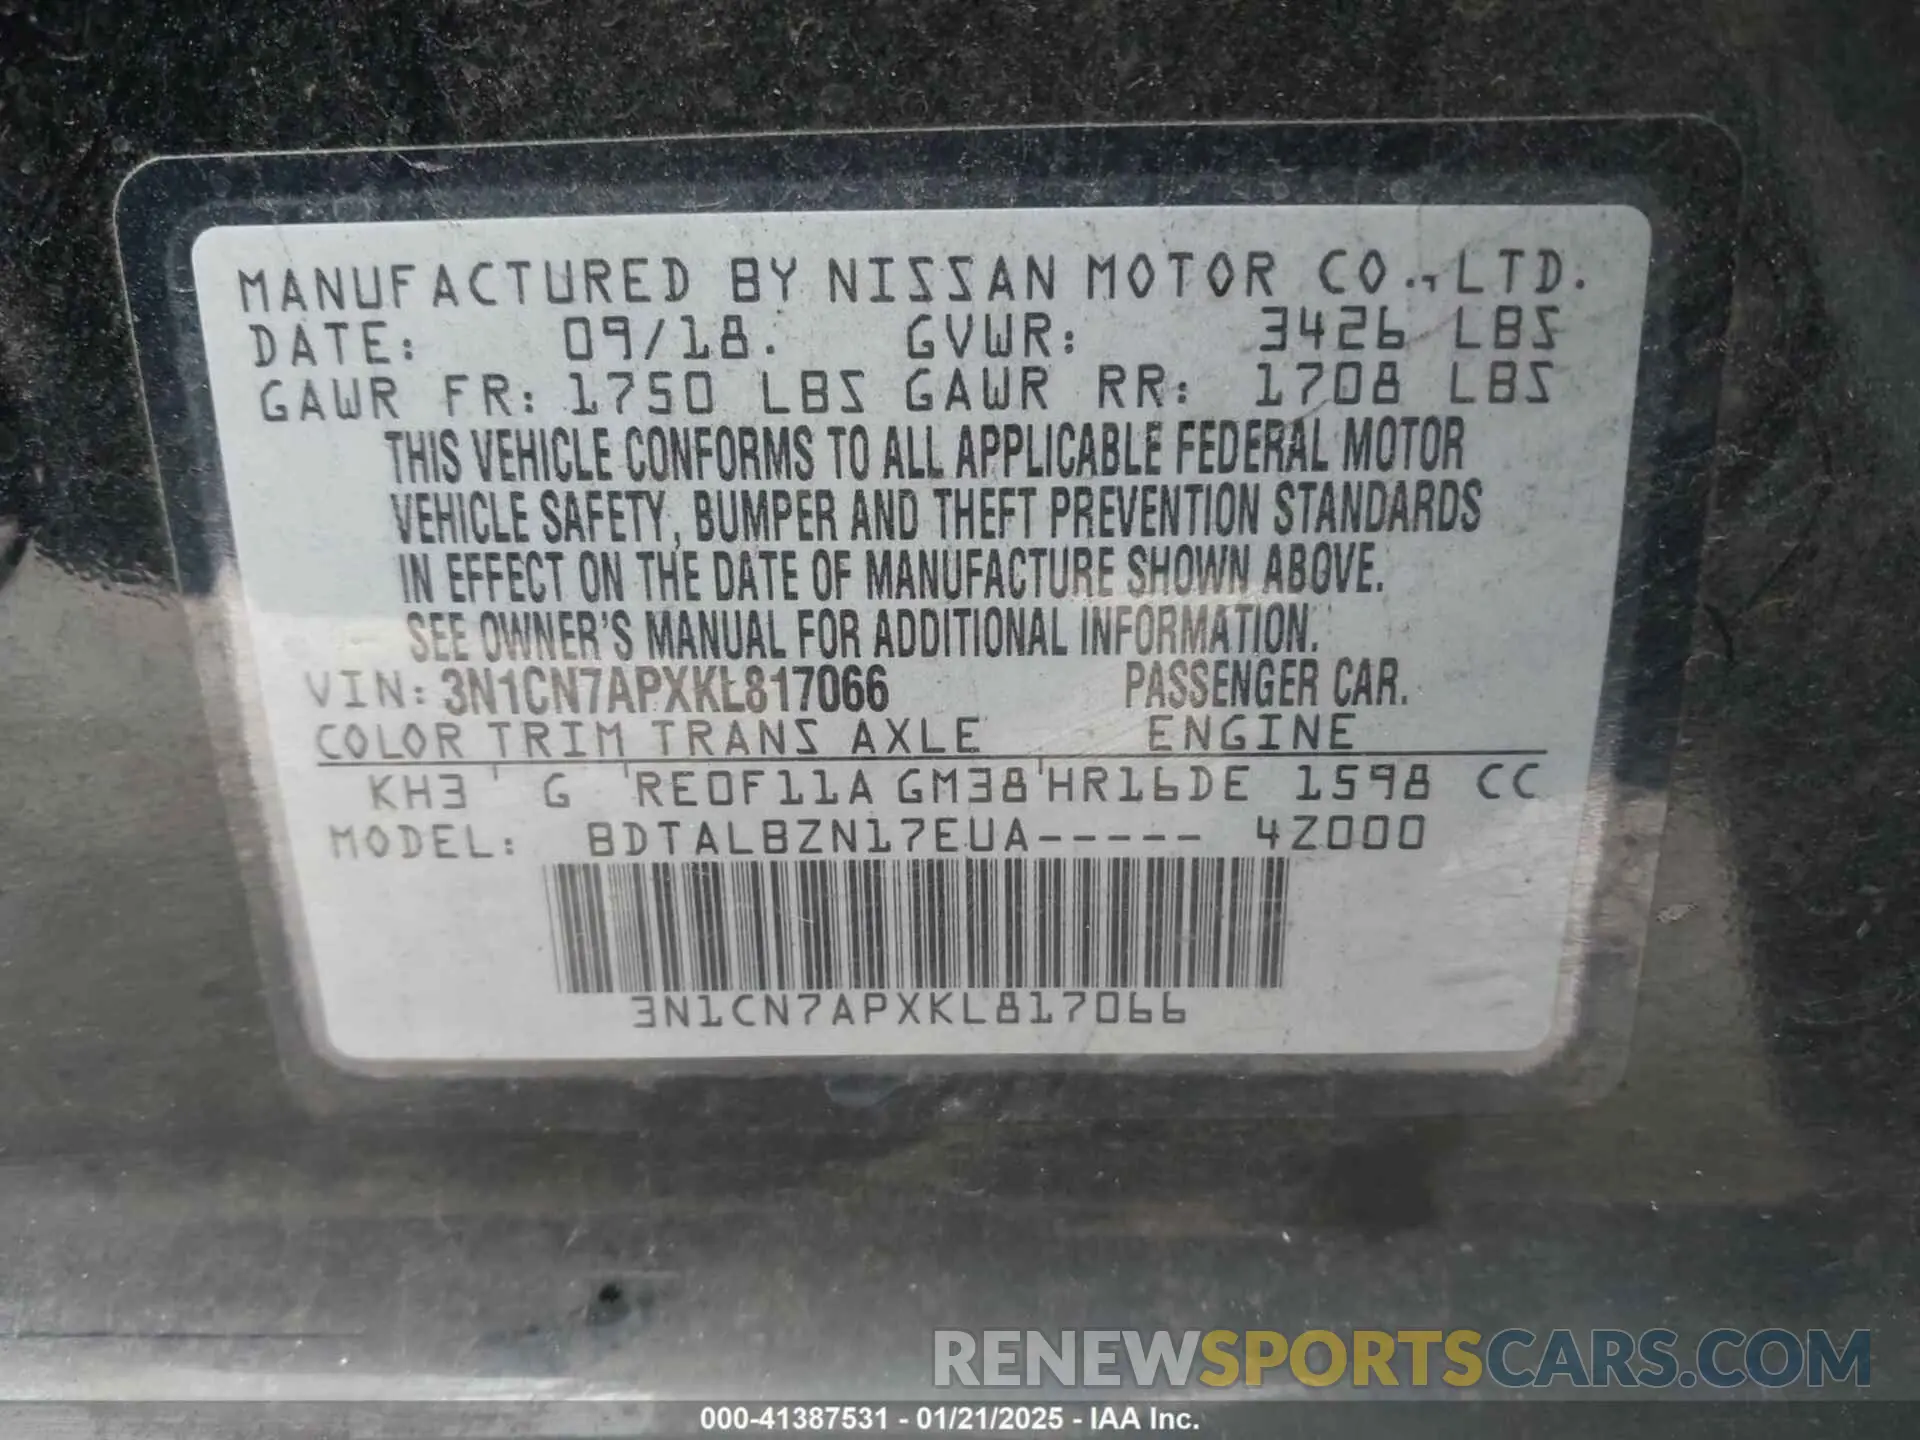 MANUFACTURED BY NISSAN MOTOR CO., LTD.
DATE: 09/18. GVWR: 3426 LBS
GAWR FR: 1750 LBS GAWR RR: 1708 LBS
THIS VEHICLE CONFORMS TO ALL APPLICABLE FEDERAL MOTOR
VEHICLE SAFETY, BUMPER AND THEFT PREVENTION STANDARDS
IN EFFECT ON THE DATE OF MANUFACTURE SHOWN ABOVE.
SEE OWNER'S MANUAL FOR ADDITIONAL INFORMATION.
VIN: 3N1CN7APXKL817066 PASSENGER CAR.
COLOR TRIM TRANS AXLE ENGINE
KH3 G RE0F11A GM38 HR16DE 1598 CC
MODEL: BDTALBZN17EUA----- 4Z000
3N1CN7APXKL817066
RENEWSPORTSCARS.COM
000-41387531 - 01/21/2025 - IAA Inc.